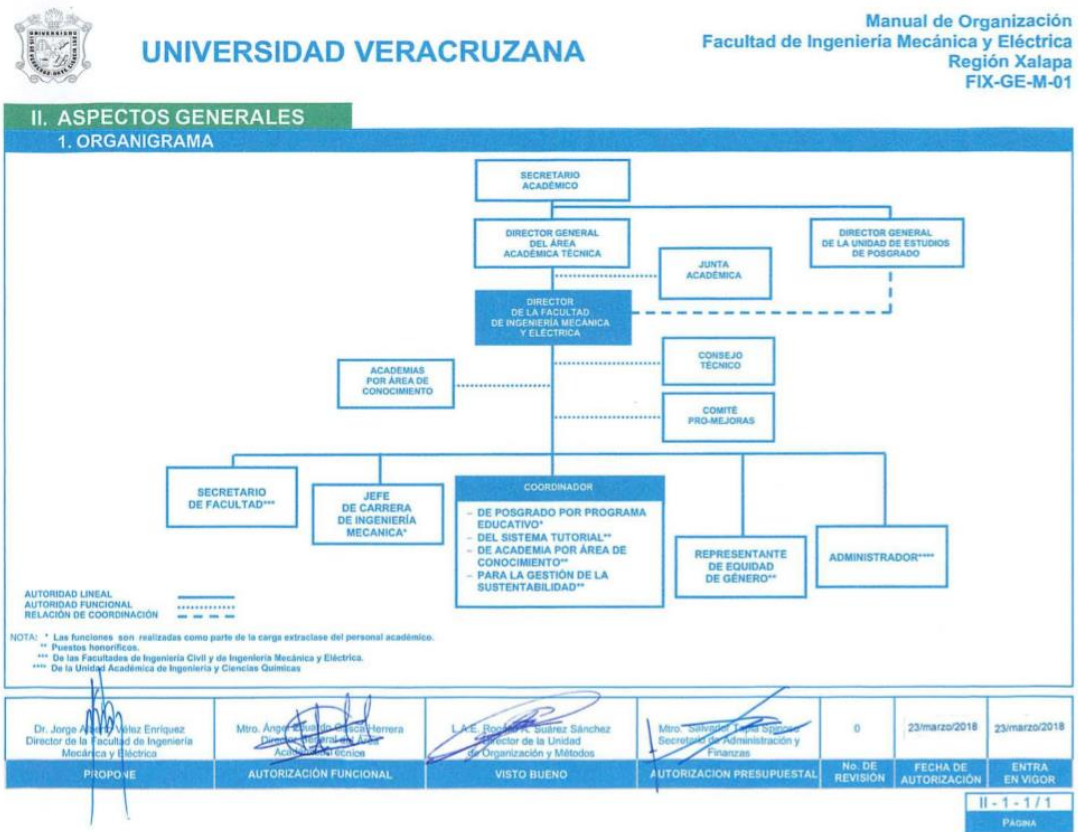 UNIVERSIDAD VERACRUZANA
Manual de Organización
Facultad de Ingeniería Mecánica y Eléctrica
Región Xalapa
FIX-GE-M-01
II. ASPECTOS GENERALES
1. ORGANIGRAMA
SECRETARIO
ACADÉMICO
DIRECTOR GENERAL
DEL ÁREA
ACADÉMICA TÉCNICA
DIRECTOR GENERAL
DE LA UNIDAD DE ESTUDIOS
DE POSGRADO
JUNTA
ACADÉMICA
DIRECTOR
DE LA FACULTAD
DE INGENIERÍA MECÁNICA
Y ELÉCTRICA
CONSEJO
TÉCNICO
ACADEMIAS
POR ÁREA DE
CONOCIMIENTO
COMITÉ
PRO-MEJORAS
SECRETARIO
DE FACULTAD***
JEFE
DE CARRERA
DE INGENIERÍA
MECANICA*
COORDINADOR
– DE POSGRADO POR PROGRAMA
EDUCATIVO*
– DEL SISTEMA TUTORIAL**
– DE ACADEMIA POR ÁREA DE
CONOCIMIENTO**
– PARA LA GESTIÓN DE LA
SUSTENTABILIDAD**
REPRESENTANTE
DE EQUIDAD
DE GÉNERO**
ADMINISTRADOR****
AUTORIDAD LINEAL
AUTORIDAD FUNCIONAL
RELACIÓN DE COORDINACIÓN
NOTA: * Las funciones son realizadas como parte de la carga extraclase del personal académico.
** Puestos honoríficos.
*** De las Facultades de Ingeniería Civil y de Ingeniería Mecánica y Eléctrica.
**** De la Unidad Académica de Ingeniería y Ciencias Químicas
Dr. Jorge Vélez Enríquez
Director de la Facultad de Ingeniería
Mecánica y Eléctrica
PROPONE
Mtro. Ángel Herrera
Director General del Área
AUTORIZACIÓN FUNCIONAL
L.A.E. Suárez Sánchez
Director de la Unidad
de Organización y Métodos
VISTO BUENO
Mtro. Salvador Tapia
Secretario de Administración y
Finanzas
AUTORIZACION PRESUPUESTAL
0
No. DE
REVISIÓN
23/marzo/2018
FECHA DE
AUTORIZACIÓN
23/marzo/2018
ENTRA
EN VIGOR
II - 1 - 1 / 1
PÁGINA